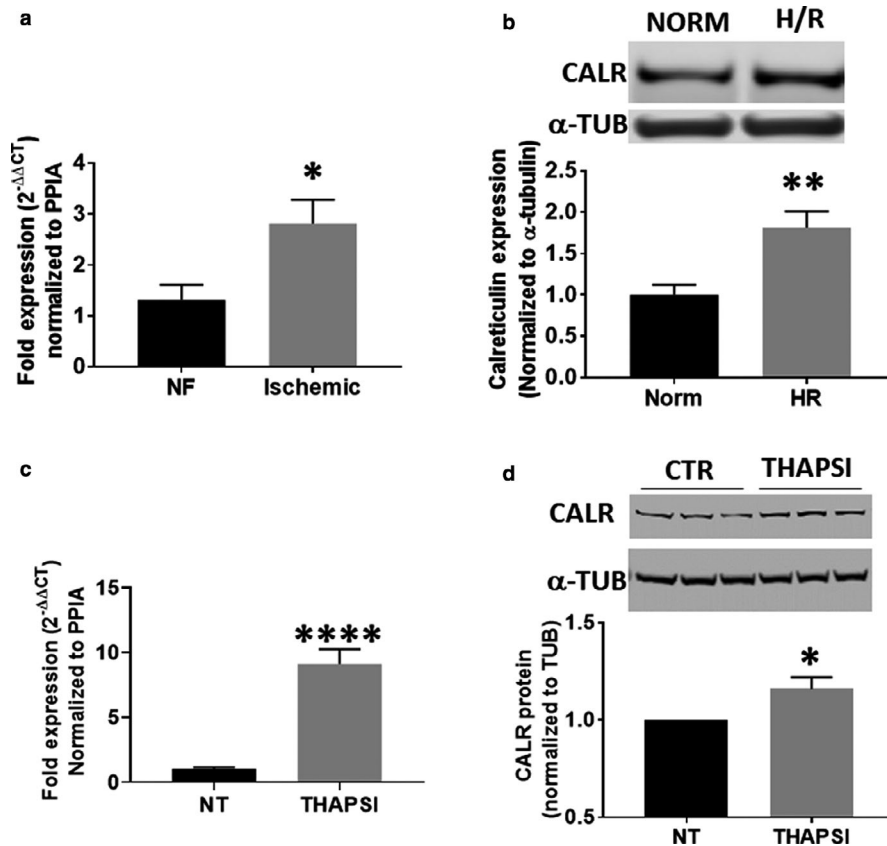 a
Fold expression (2^-ΔΔCT)
normalized to PPIA
4
3
2
1
0
*
NF
Ischemic
b
NORM
H/R
CALR
α-TUB
Calreticulin expression
(Normalized to α-tubulin)
2.5
2.0
1.5
1.0
0.5
0.0
**
Norm
HR
c
Fold expression (2^-ΔΔCT)
Normalized to PPIA
15
10
5
0
****
NT
THAPSI
d
CTR
THAPSI
CALR
α-TUB
CALR protein
(normalized to TUB)
1.5
1.0
0.5
*
NT
THAPSI